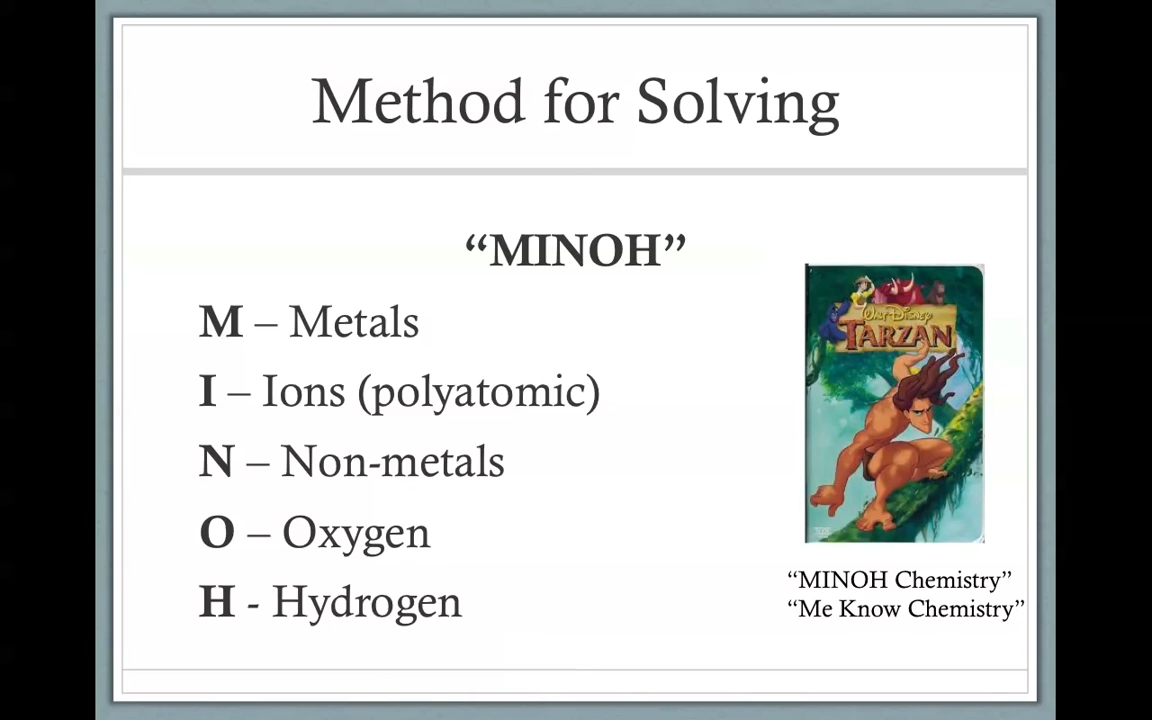 Method for Solving
“MINOH”
M – Metals
I – Ions (polyatomic)
N – Non-metals
O – Oxygen
H - Hydrogen
Walt Disney
TARZAN
“MINOH Chemistry”
“Me Know Chemistry”